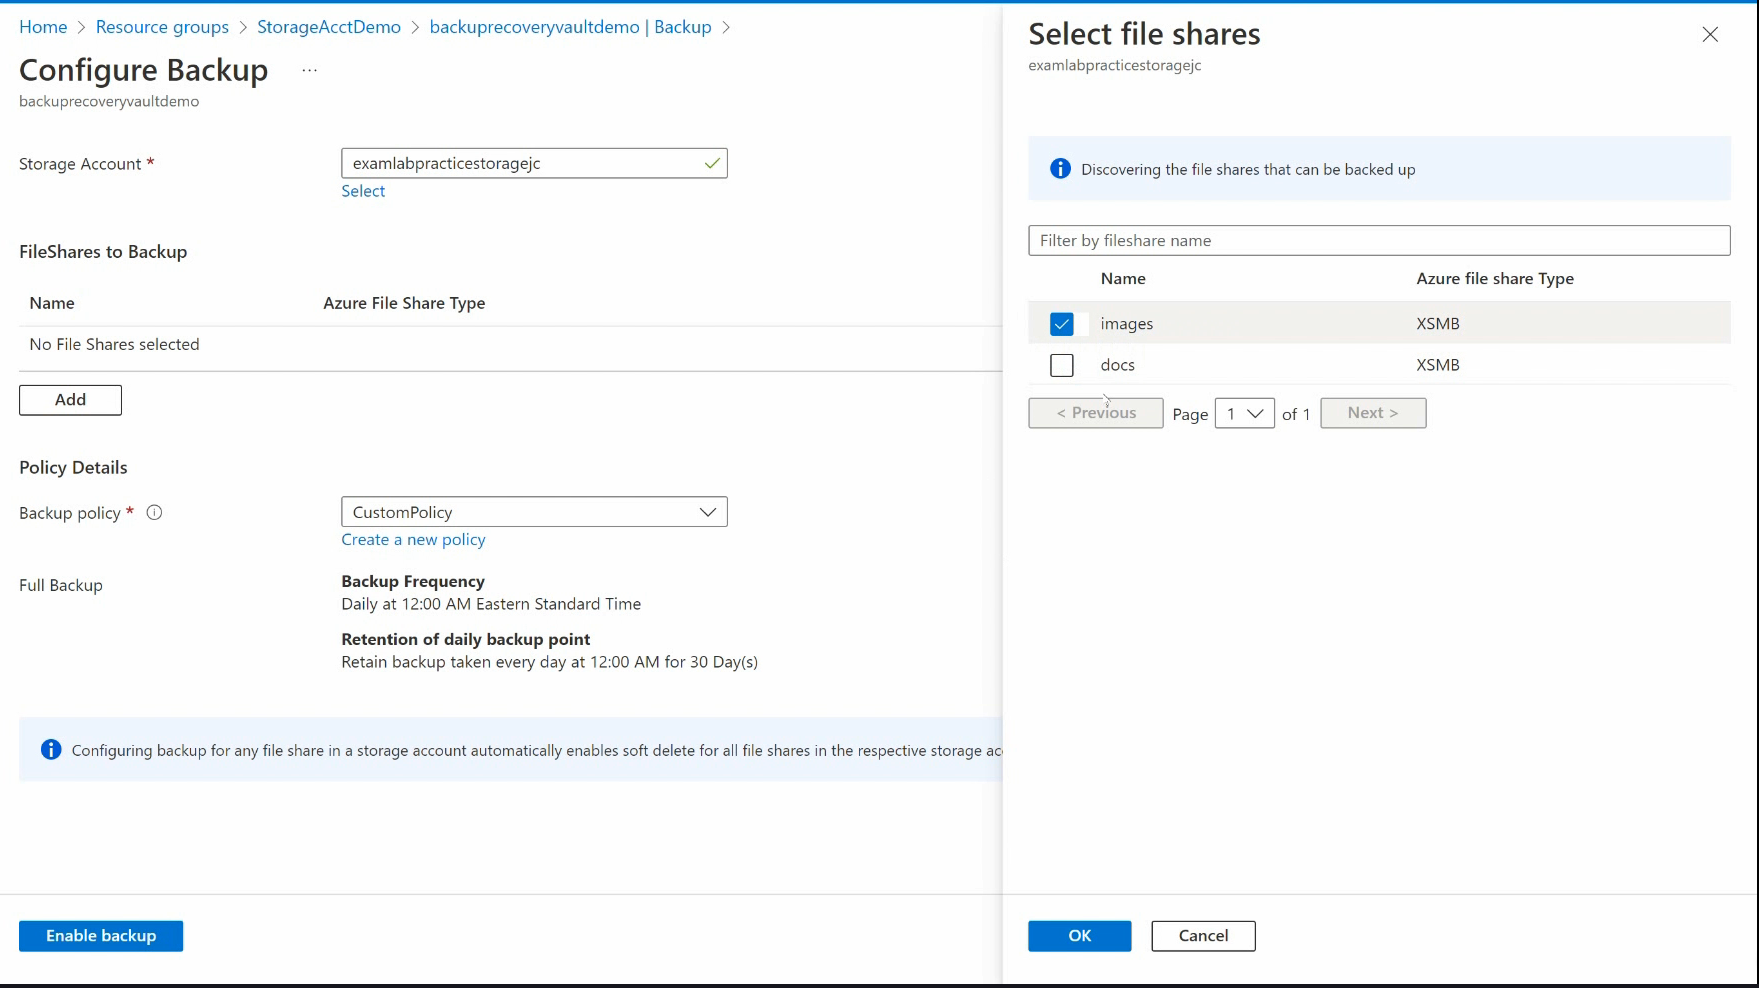 Home > Resource groups > StorageAcctDemo > backuprecoveryvaultdemo | Backup >
Configure Backup ...
backuprecoveryvaultdemo
Storage Account * examlabpracticestoragejc
Select
FileShares to Backup
Name Azure File Share Type
No File Shares selected
Add
Policy Details
Backup policy * CustomPolicy
Create a new policy
Full Backup
Backup Frequency
Daily at 12:00 AM Eastern Standard Time
Retention of daily backup point
Retain backup taken every day at 12:00 AM for 30 Day(s)
Configuring backup for any file share in a storage account automatically enables soft delete for all file shares in the respective storage acc
Enable backup
Select file shares
examlabpracticestoragejc
Discovering the file shares that can be backed up
Filter by fileshare name
Name Azure file share Type
images XSMB
docs XSMB
< Previous Page 1 of 1 Next >
OK Cancel